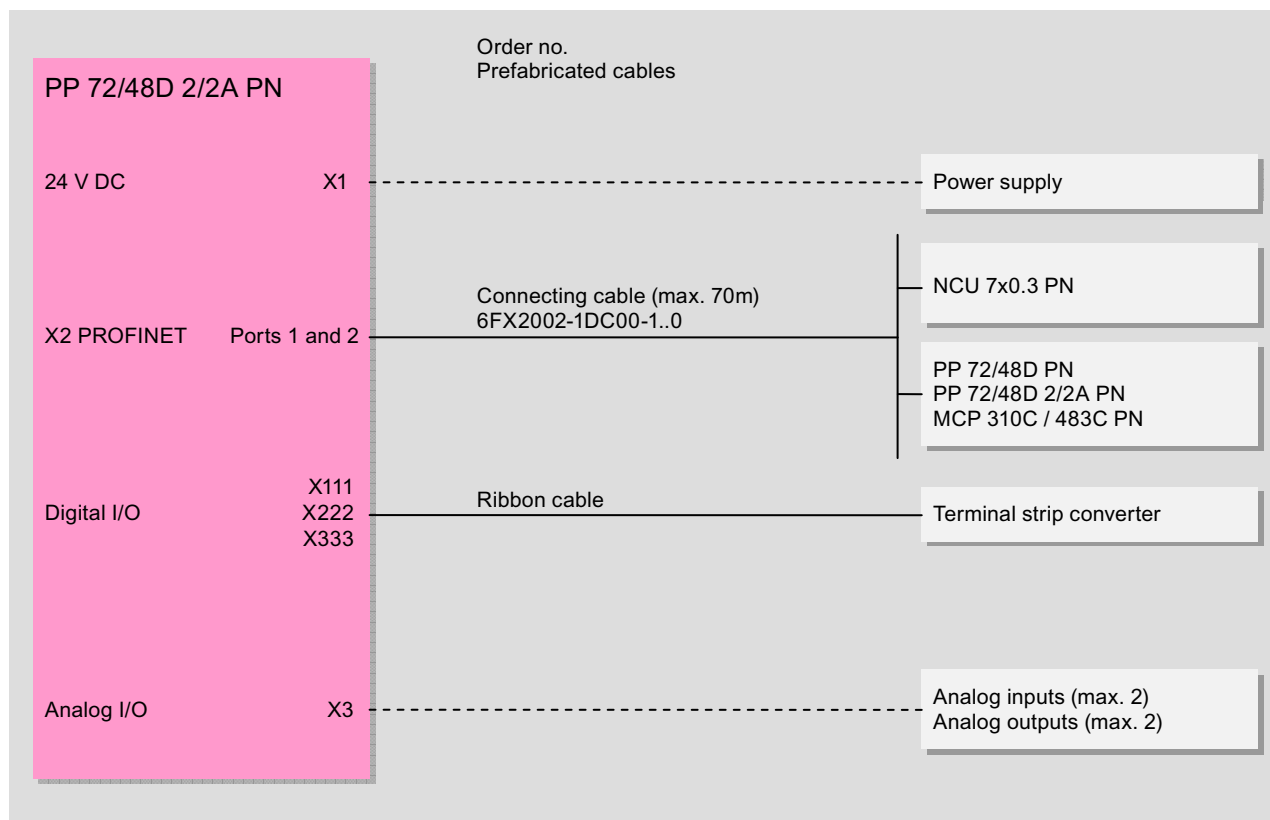 Order no.
Prefabricated cables
PP 72/48D 2/2A PN
24 V DC X1
Power supply
X2 PROFINET Ports 1 and 2
Connecting cable (max. 70m)
6FX2002-1DC00-1..0
NCU 7x0.3 PN
PP 72/48D PN
PP 72/48D 2/2A PN
MCP 310C / 483C PN
Digital I/O
X111
X222
X333
Ribbon cable
Terminal strip converter
Analog I/O X3
Analog inputs (max. 2)
Analog outputs (max. 2)